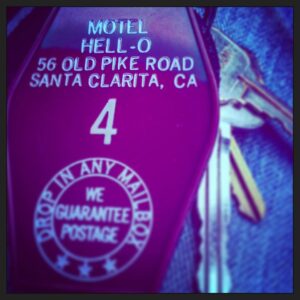 MOTEL
HELL-O
56 OLD PIKE ROAD
SANTA CLARITA, CA
4
DROP IN ANY MAILBOX
WE
GUARANTEE
POSTAGE